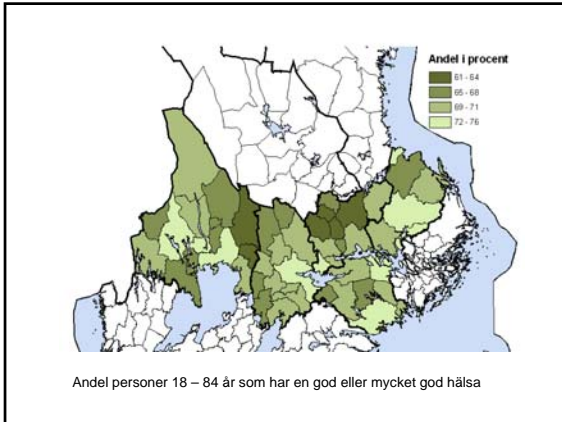 Andel i procent
61 - 64
65 - 68
69 - 71
72 - 76
Andel personer 18 – 84 år som har en god eller mycket god hälsa